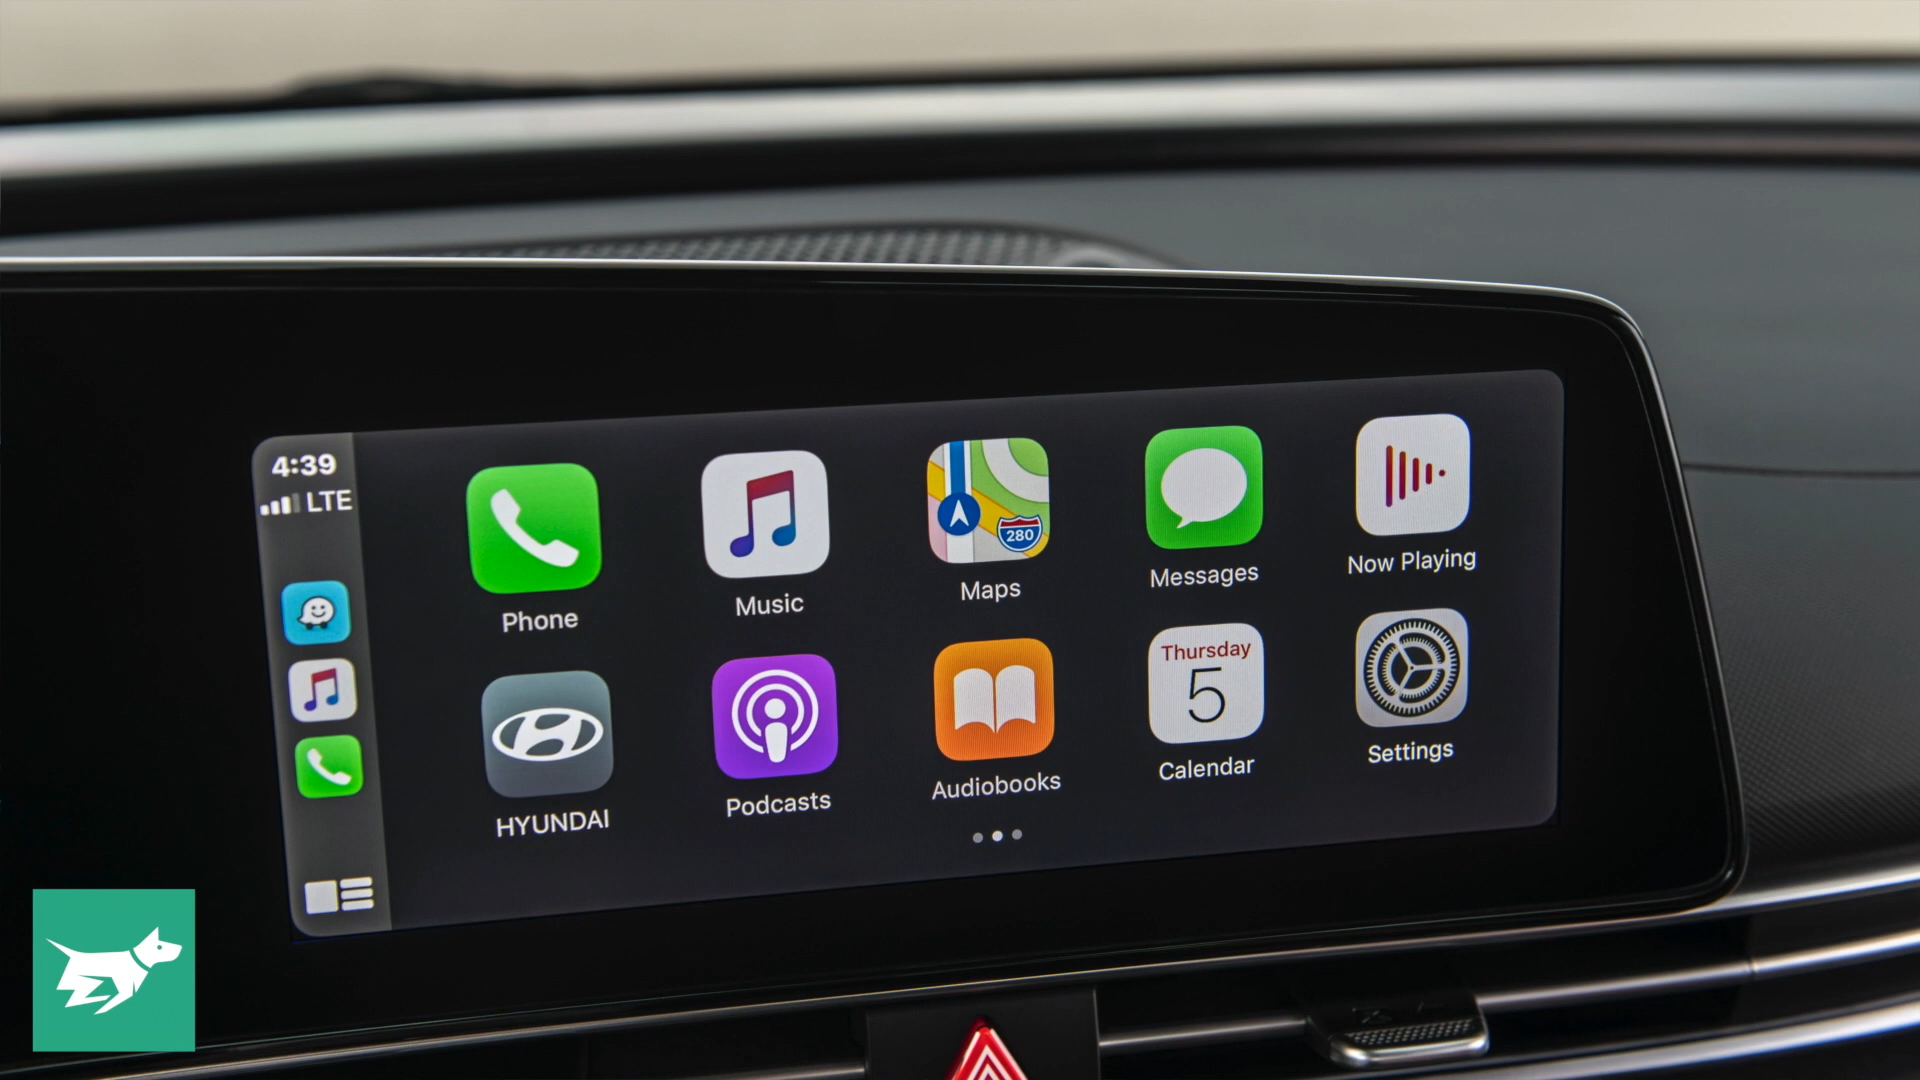 4:39
LTE
Phone
Music
280
Maps
Messages
Now Playing
HYUNDAI
Podcasts
Audiobooks
Thursday
5
Calendar
Settings